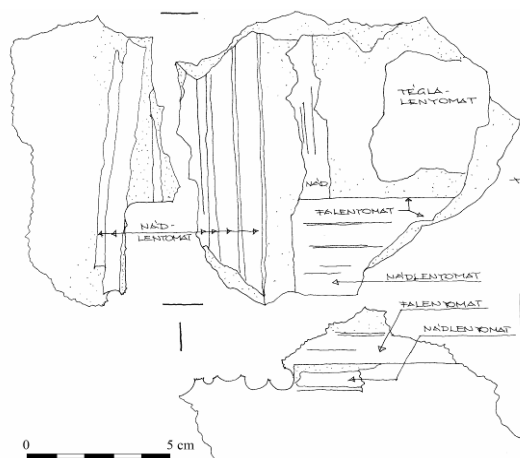 TÉGLA-
LENYOMAT
NÁD
FALENYOMAT
NÁD-
LENYOMAT
NÁDLENYOMAT
FALENYOMAT
NÁDLENYOMAT
0 5 cm